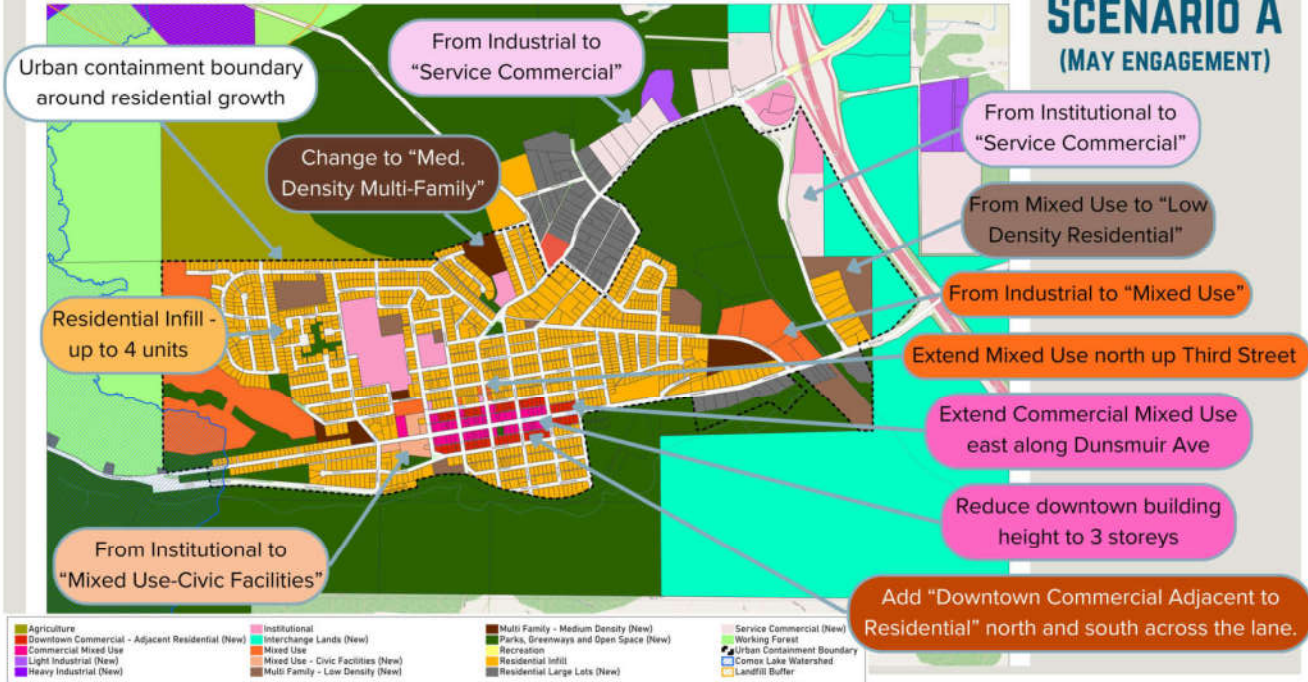 SCENARIO A
(MAY ENGAGEMENT)
From Industrial to
“Service Commercial”
Urban containment boundary
around residential growth
From Institutional to
“Service Commercial”
Change to “Med.
Density Multi-Family”
From Mixed Use to “Low
Density Residential”
From Industrial to “Mixed Use”
Residential Infill -
up to 4 units
Extend Mixed Use north up Third Street
Extend Commercial Mixed Use
east along Dunsmuir Ave
Reduce downtown building
height to 3 storeys
From Institutional to
“Mixed Use-Civic Facilities”
Add “Downtown Commercial Adjacent to
Residential” north and south across the lane.
Agriculture
Downtown Commercial - Adjacent Residential (New)
Commercial Mixed Use
Light Industrial (New)
Heavy Industrial (New)
Institutional
Interchange Lands (New)
Mixed Use
Mixed Use - Civic Facilities (New)
Multi Family - Low Density (New)
Multi Family - Medium Density (New)
Parks, Greenways and Open Space (New)
Recreation
Residential Infill
Residential Large Lots (New)
Service Commercial (New)
Working Forest
Urban Containment Boundary
Comox Lake Watershed
Landfill Buffer